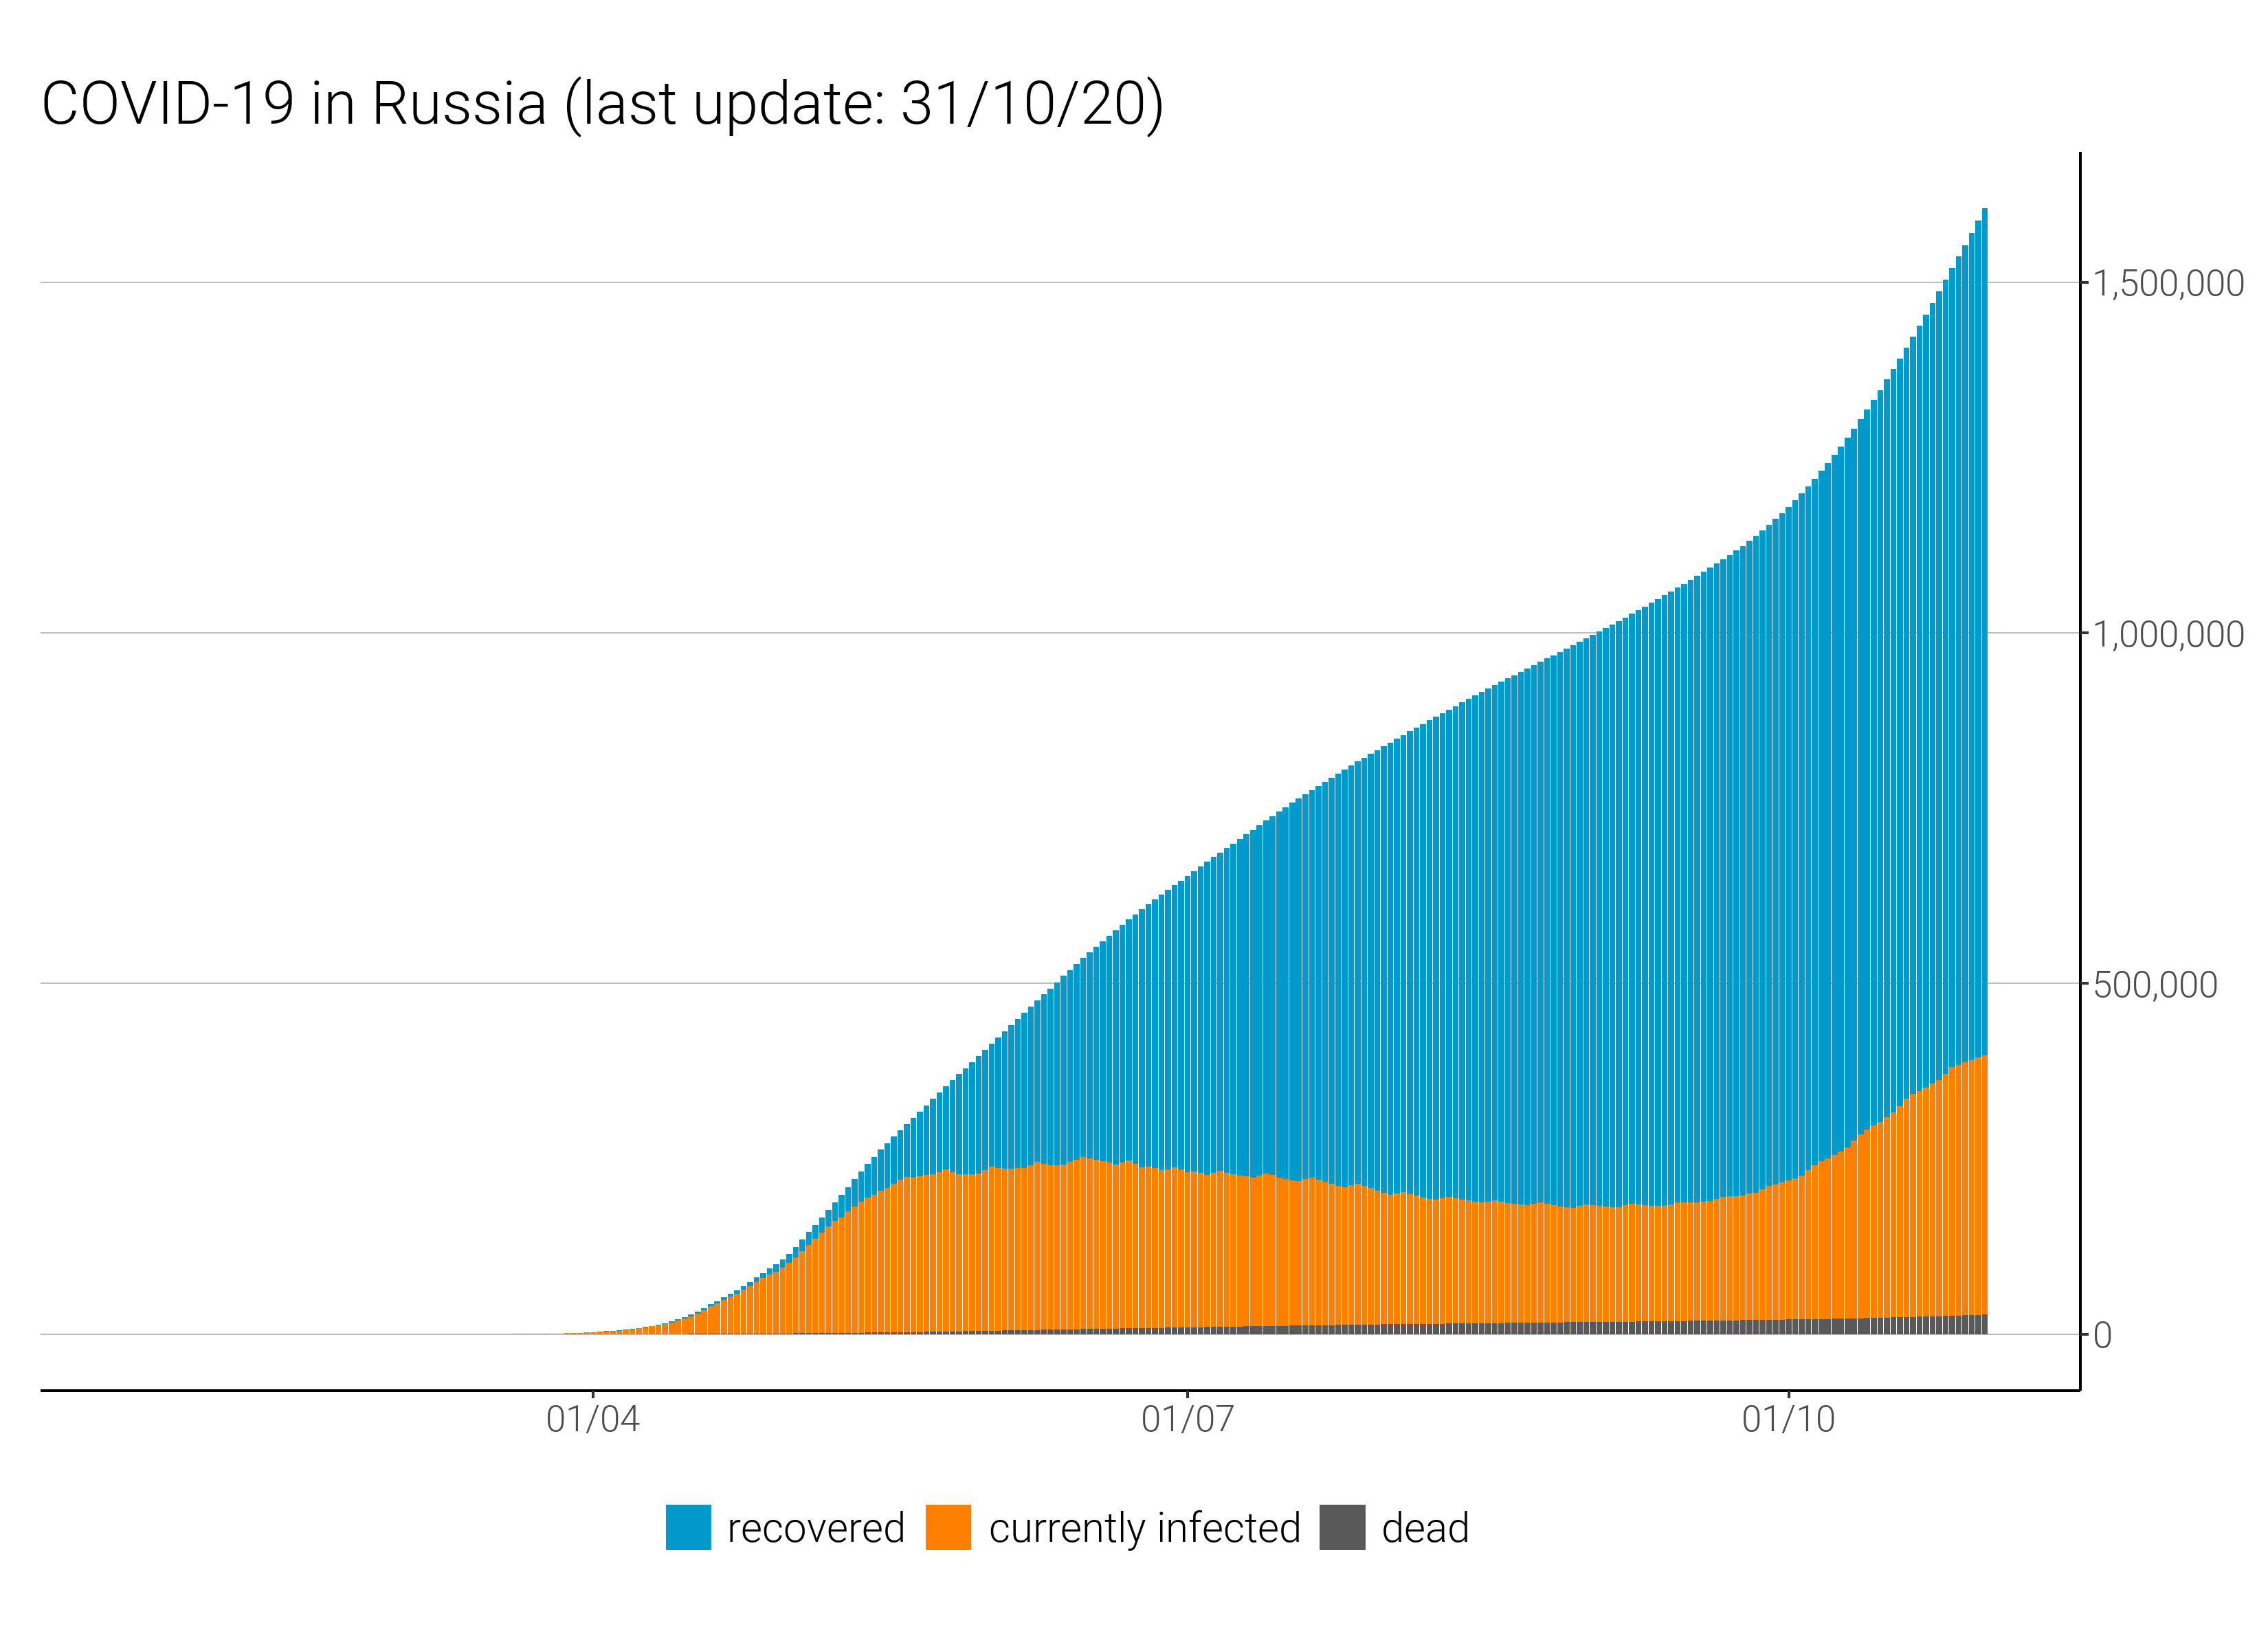 COVID-19 in Russia (last update: 31/10/20)
1,500,000
1,000,000
500,000
0
01/04 01/07 01/10
recovered currently infected dead